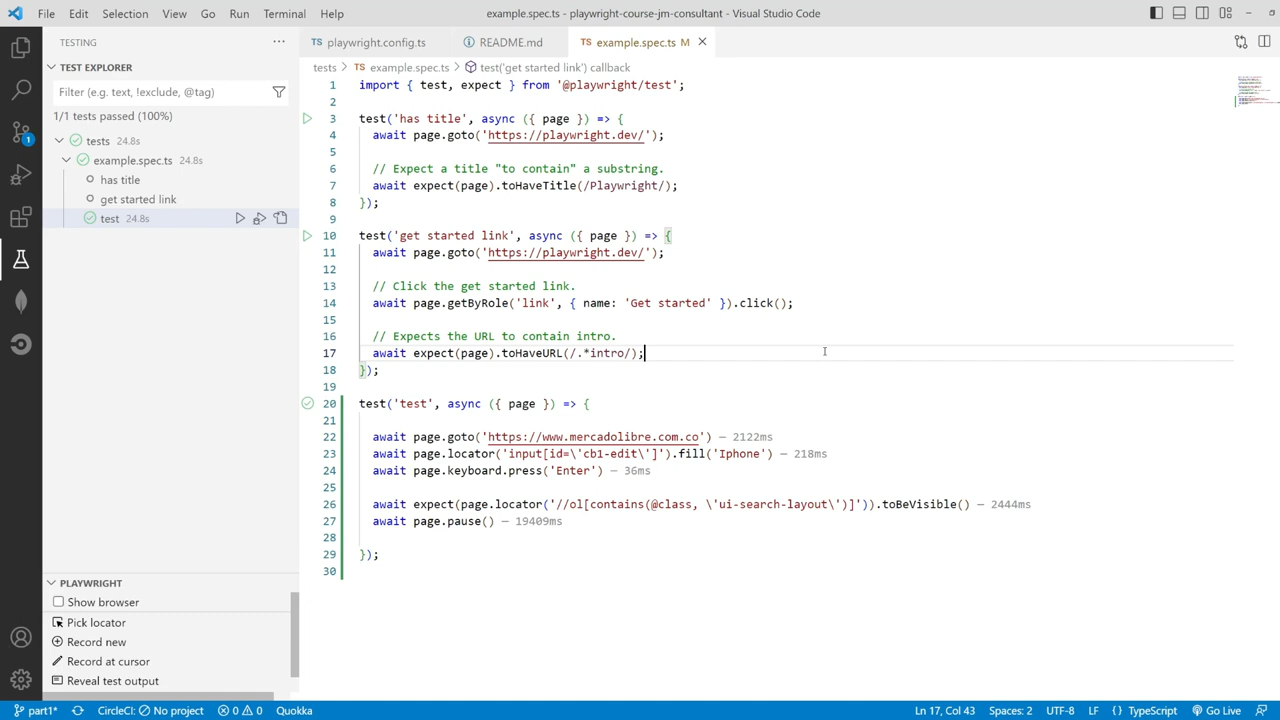 File Edit Selection View Go Run Terminal Help
example.spec.ts - playwright-course-jm-consultant - Visual Studio Code
TESTING
TEST EXPLORER
Filter (e.g. text, !exclude, @tag)
1/1 tests passed (100%)
tests 24.8s
example.spec.ts 24.8s
has title
get started link
test 24.8s
PLAYWRIGHT
Show browser
Pick locator
Record new
Record at cursor
Reveal test output
TS playwright.config.ts
README.md
TS example.spec.ts M
tests > TS example.spec.ts > test('get started link') callback
1 import { test, expect } from '@playwright/test';
2
3 test('has title', async ({ page }) => {
4 await page.goto('https://playwright.dev/');
5
6 // Expect a title "to contain" a substring.
7 await expect(page).toHaveTitle(/Playwright/);
8 });
9
10 test('get started link', async ({ page }) => {
11 await page.goto('https://playwright.dev/');
12
13 // Click the get started link.
14 await page.getByRole('link', { name: 'Get started' }).click();
15
16 // Expects the URL to contain intro.
17 await expect(page).toHaveURL(/.*intro/);
18 });
19
20 test('test', async ({ page }) => {
21
22 await page.goto('https://www.mercadolibre.com.co') — 2122ms
23 await page.locator('input[id=\'cb1-edit\']').fill('Iphone') — 218ms
24 await page.keyboard.press('Enter') — 36ms
25
26 await expect(page.locator('//ol[contains(@class, \'ui-search-layout\')]')).toBeVisible() — 2444ms
27 await page.pause() — 19409ms
28
29 });
30
1
part1* CircleCI: No project 0 0 Quokka
Ln 17, Col 43 Spaces: 2 UTF-8 LF {} TypeScript Go Live